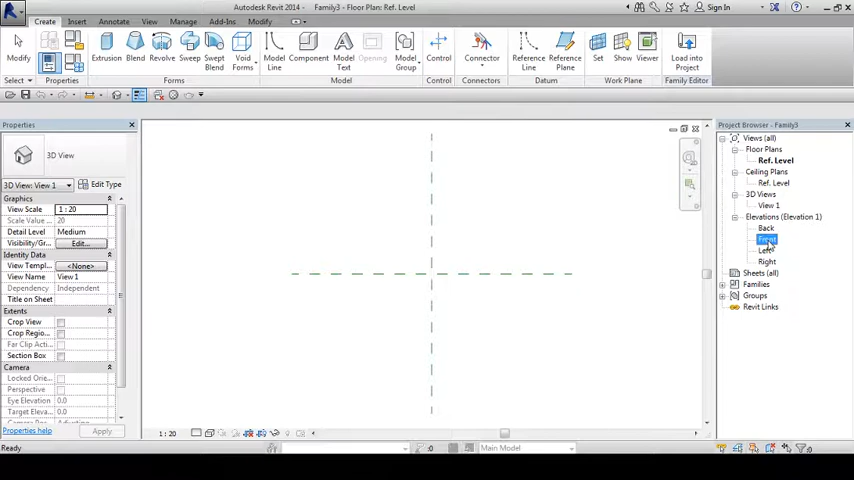 Autodesk Revit 2014 - Family3 - Floor Plan: Ref. Level
Sign In
Create Insert Annotate View Manage Add-Ins Modify
Modify Extrusion Blend Revolve Sweep Swept Blend Void Forms Model Line Component Model Text Opening Model Group Control Connector Reference Line Reference Plane Set Show Viewer Load into Project
Select Properties Forms Model Control Connectors Datum Work Plane Family Editor
Properties
3D View
3D View: View 1
Edit Type
Graphics
View Scale 1 : 20
Scale Value ... 20
Detail Level Medium
Visibility/Gr... Edit...
Identity Data
View Templ... <None>
View Name View 1
Dependency Independent
Title on Sheet
Extents
Crop View
Crop Regio...
Far Clip Acti...
Section Box
Camera
Locked Orie...
Perspective
Eye Elevation 0.0
Target Eleva... 0.0
Properties help
Apply
1 : 20
Project Browser - Family3
Views (all)
Floor Plans
Ref. Level
Ceiling Plans
Ref. Level
3D Views
View 1
Elevations (Elevation 1)
Back
Front
Left
Right
Sheets (all)
Families
Groups
Revit Links
Ready
:0
Main Model
:0